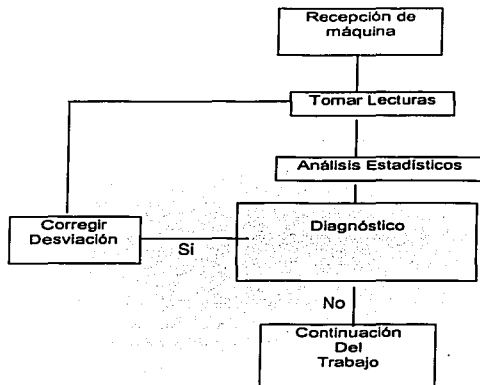 Recepción de
máquina
Tomar Lecturas
Análisis Estadísticos
Diagnóstico
Corregir
Desviación
Si
No
Continuación
Del
Trabajo